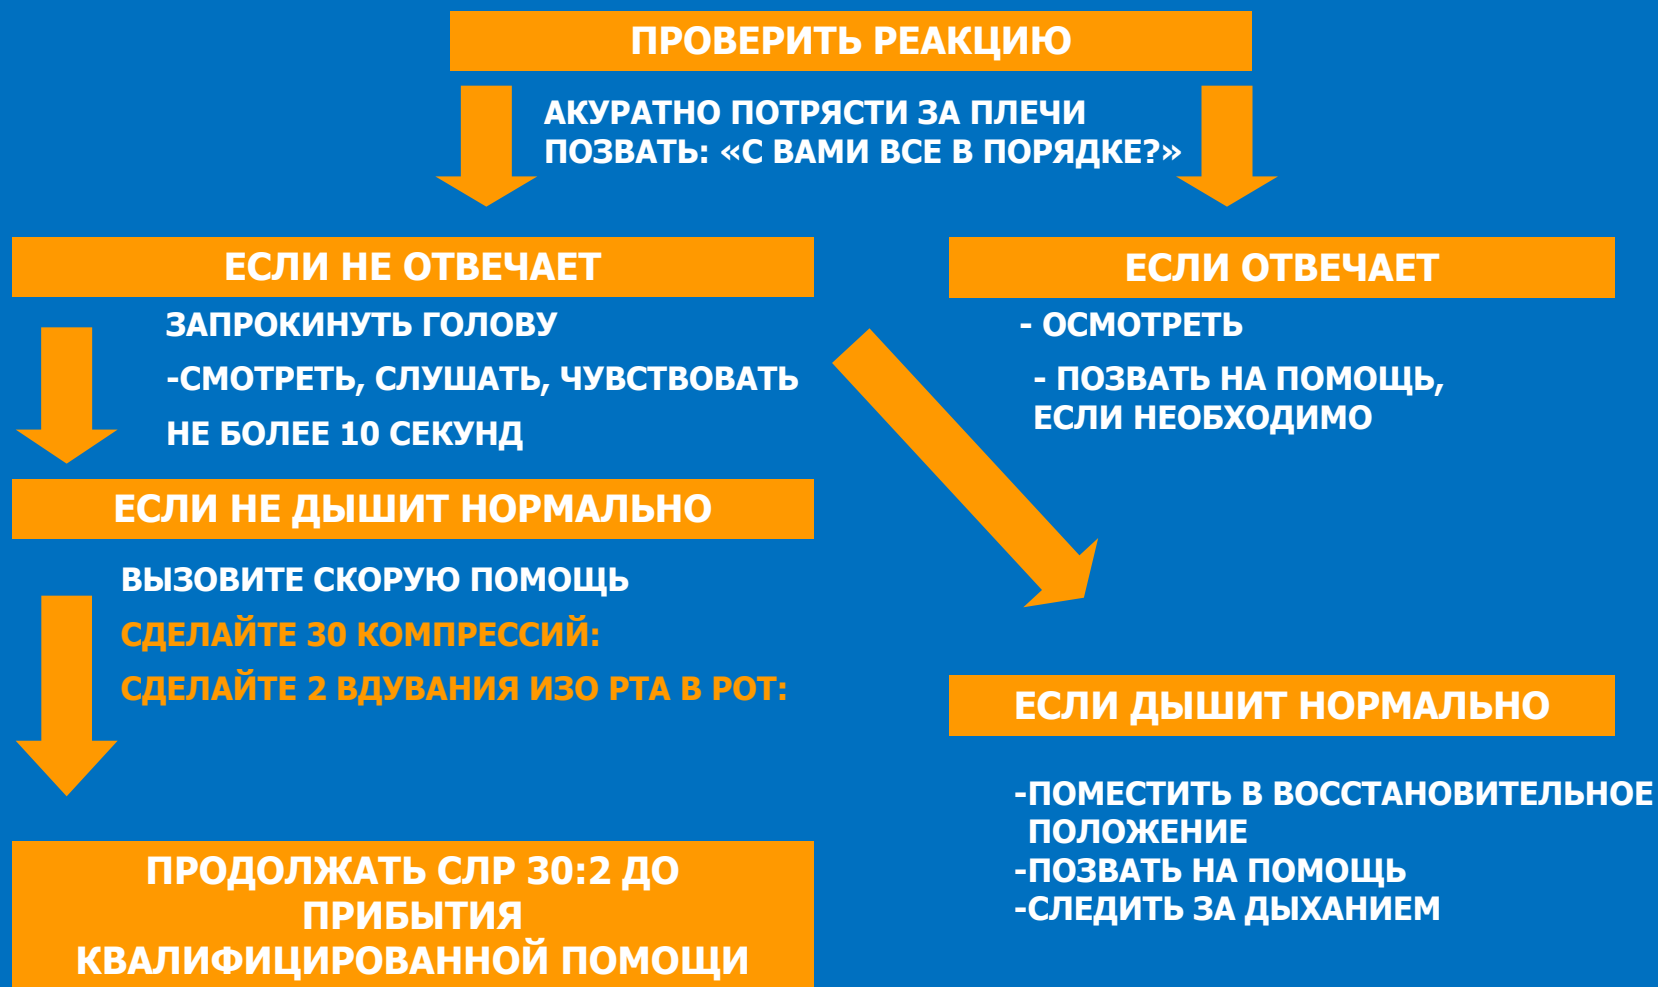 ПРОВЕРИТЬ РЕАКЦИЮ
АКУРАТНО ПОТРЯСТИ ЗА ПЛЕЧИ
ПОЗВАТЬ: «С ВАМИ ВСЕ В ПОРЯДКЕ?»
ЕСЛИ НЕ ОТВЕЧАЕТ
ЗАПРОКИНУТЬ ГОЛОВУ
-СМОТРЕТЬ, СЛУШАТЬ, ЧУВСТВОВАТЬ
НЕ БОЛЕЕ 10 СЕКУНД
ЕСЛИ НЕ ДЫШИТ НОРМАЛЬНО
ВЫЗОВИТЕ СКОРУЮ ПОМОЩЬ
СДЕЛАЙТЕ 30 КОМПРЕССИЙ:
СДЕЛАЙТЕ 2 ВДУВАНИЯ ИЗО РТА В РОТ:
ПРОДОЛЖАТЬ СЛР 30:2 ДО
ПРИБЫТИЯ
КВАЛИФИЦИРОВАННОЙ ПОМОЩИ
ЕСЛИ ОТВЕЧАЕТ
- ОСМОТРЕТЬ
- ПОЗВАТЬ НА ПОМОЩЬ,
ЕСЛИ НЕОБХОДИМО
ЕСЛИ ДЫШИТ НОРМАЛЬНО
-ПОМЕСТИТЬ В ВОССТАНОВИТЕЛЬНОЕ
ПОЛОЖЕНИЕ
-ПОЗВАТЬ НА ПОМОЩЬ
-СЛЕДИТЬ ЗА ДЫХАНИЕМ